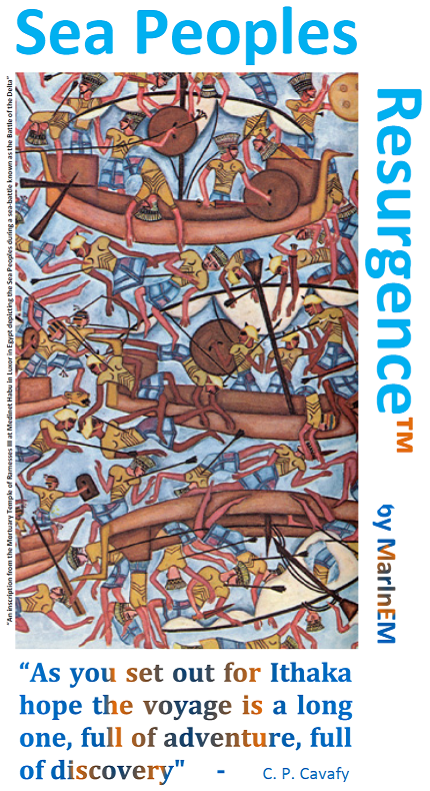 Sea Peoples
Resurgence™
by MarInEM
"An inscription from the Mortuary Temple of Ramesses III at Medinet Habu in Luxor in Egypt depicting the Sea Peoples during a sea-battle known as the Battle of the Delta"
“As you set out for Ithaka
hope the voyage is a long
one, full of adventure, full
of discovery" - C. P. Cavafy